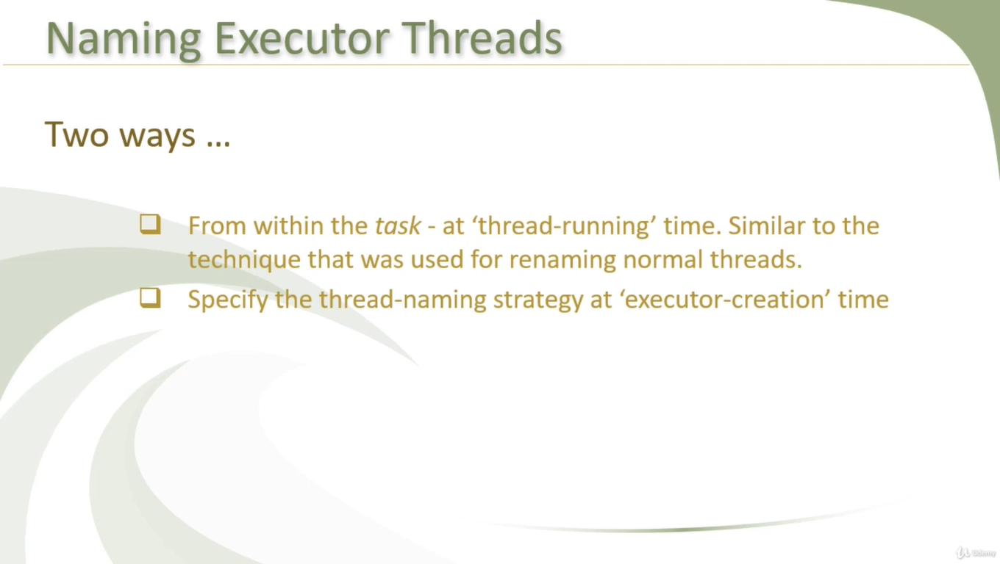 Naming Executor Threads
Two ways ...
From within the task - at ‘thread-running’ time. Similar to the
technique that was used for renaming normal threads.
Specify the thread-naming strategy at ‘executor-creation’ time
Udemy